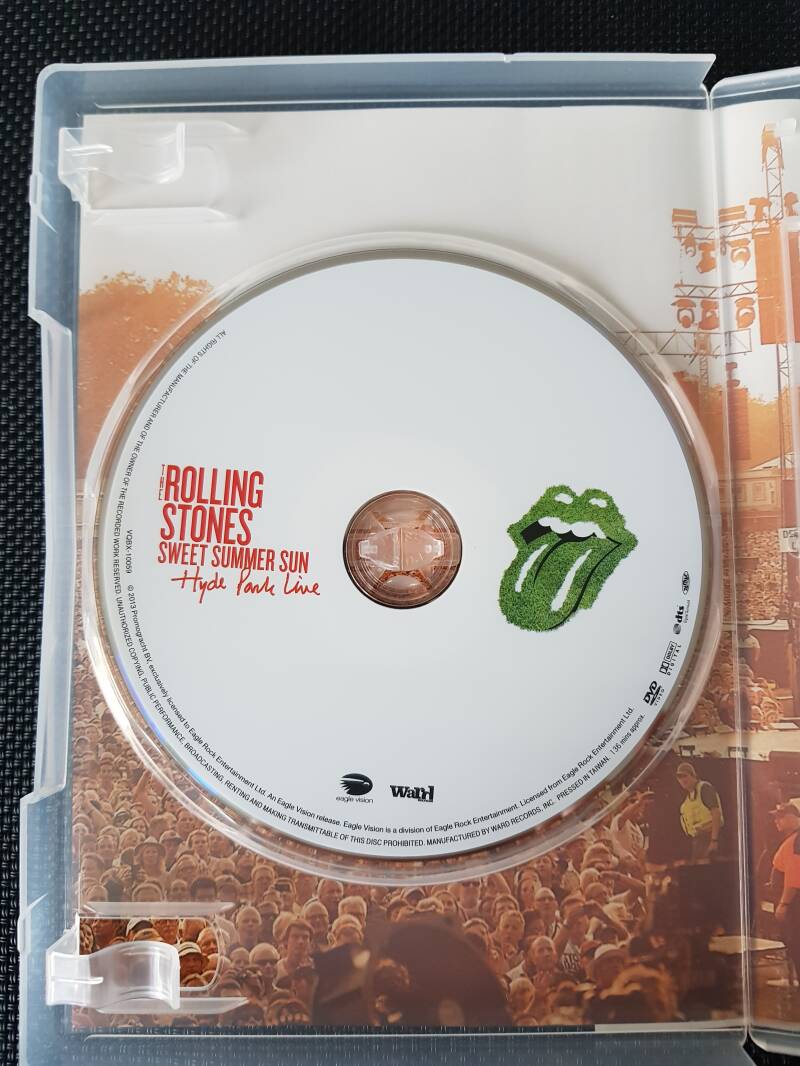 THE
ROLLING
STONES
SWEET SUMMER SUN
Hyde Park Live
ALL RIGHTS OF THE MANUFACTURER AND OF THE OWNER OF THE RECORDED WORK RESERVED. UNAUTHORIZED COPYING, PUBLIC PERFORMANCE, BROADCASTING, RENTING AND MAKING TRANSMITTABLE OF THIS DISC PROHIBITED. MANUFACTURED BY WARD RECORDS, INC. PRESSED IN TAIWAN. 136 mins approx.
VQBX-10059 © 2013 Promogracht BV, exclusively licensed to Eagle Rock Entertainment Ltd. An Eagle Vision release. Eagle Vision is a division of Eagle Rock Entertainment. Licensed from Eagle Rock Entertainment Ltd.
eagle vision
Ward
dts
DOLBY
DIGITAL
DVD
VIDEO